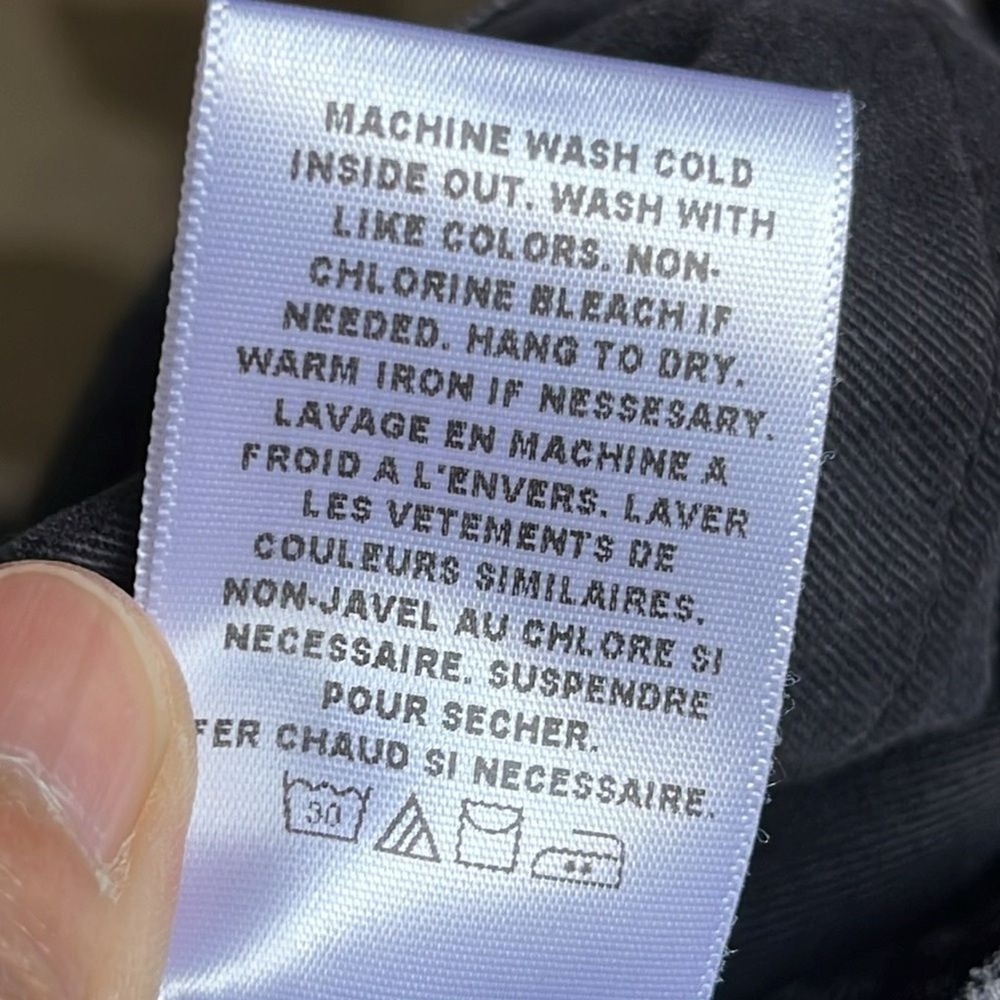 MACHINE WASH COLD
INSIDE OUT. WASH WITH
LIKE COLORS. NON-
CHLORINE BLEACH IF
NEEDED. HANG TO DRY.
WARM IRON IF NESSESARY.
LAVAGE EN MACHINE A
FROID A L'ENVERS. LAVER
LES VETEMENTS DE
COULEURS SIMILAIRES.
NON-JAVEL AU CHLORE SI
NECESSAIRE. SUSPENDRE
POUR SECHER.
FER CHAUD SI NECESSAIRE.
30